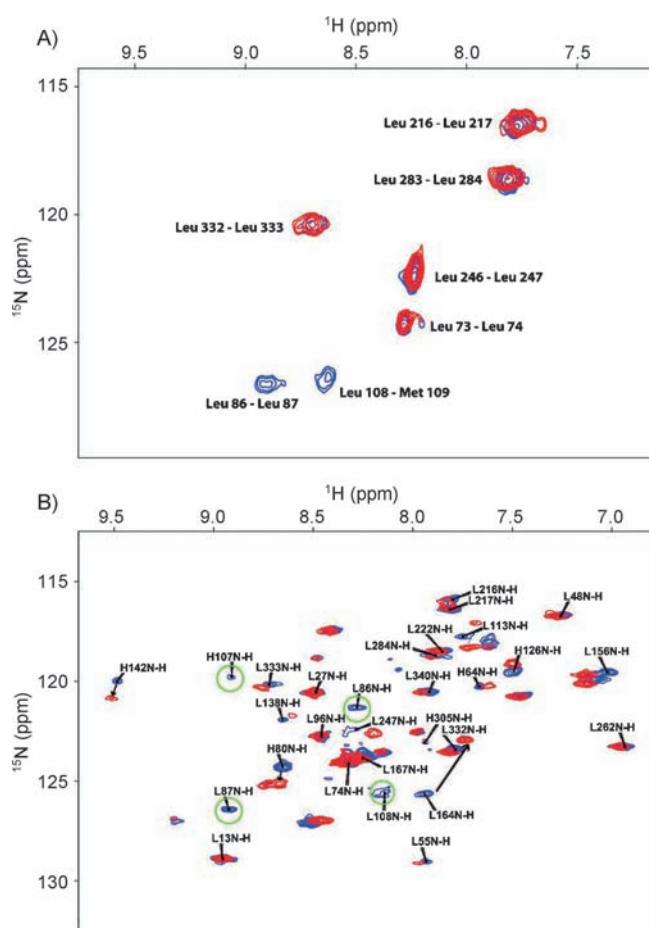 A)
¹H (ppm)
9.0 8.5 8.0 7.5
115
120
125
¹⁵N (ppm)
Leu 216 - Leu 217
Leu 283 - Leu 284
Leu 332 - Leu 333
Leu 246 - Leu 247
Leu 73 - Leu 74
Leu 86 - Leu 87
Leu 108 - Met 109
B)
¹H (ppm)
9.5 9.0 8.5 8.0 7.5 7.0
115
120
125
130
¹⁵N (ppm)
L216N-H
L217N-H
L48N-H
L222N-H
L113N-H
L284N-H
H126N-H
L156N-H
H142N-H
H107N-H
L333N-H
L27N-H
L86N-H
L340N-H
H64N-H
L138N-H
L247N-H
H305N-H
L96N-H
L332N-H
L262N-H
H80N-H
L167N-H
L74N-H
L87N-H
L108N-H
L164N-H
L13N-H
L55N-H